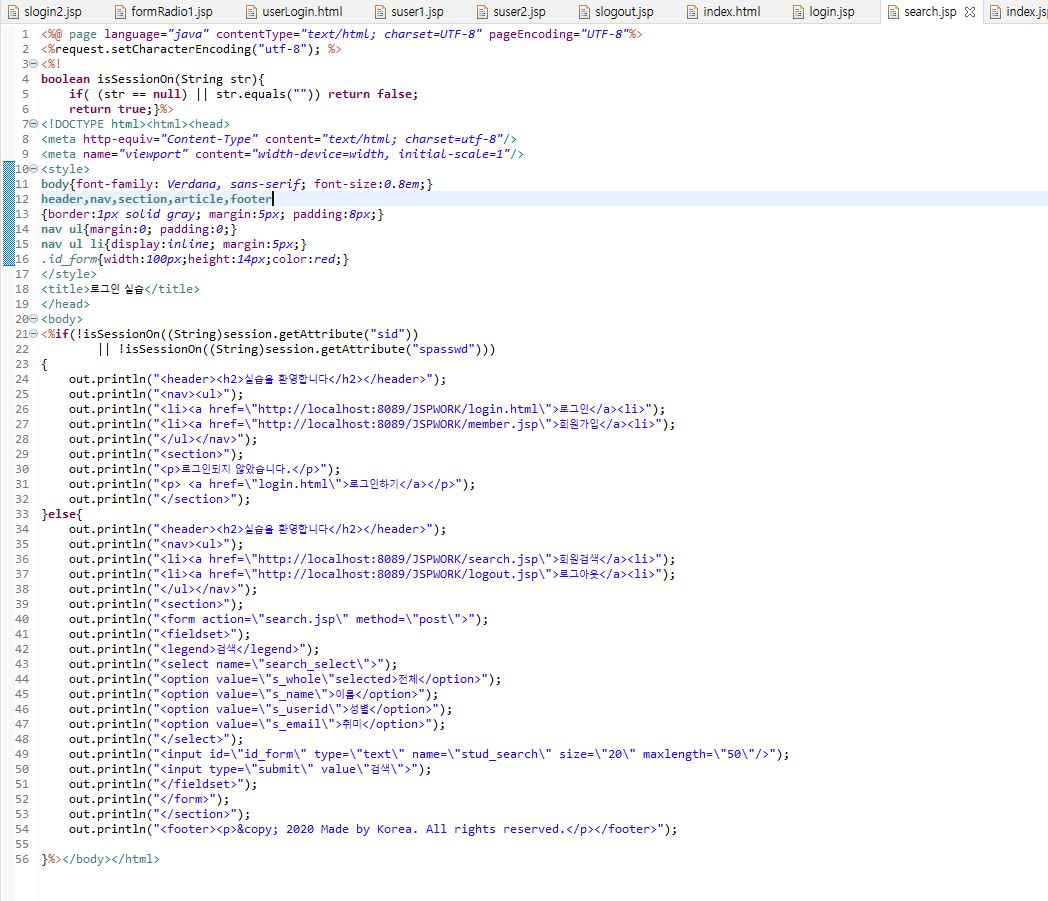 slogin2.jsp formRadio1.jsp userLogin.html suser1.jsp suser2.jsp slogout.jsp index.html login.jsp search.jsp index.jsp
1 <%@ page language="java" contentType="text/html; charset=UTF-8" pageEncoding="UTF-8"%>
2 <%request.setCharacterEncoding("utf-8"); %>
3 <%!
4 boolean isSessionOn(String str){
5 if( (str == null) || str.equals("")) return false;
6 return true;}%>
7 <!DOCTYPE html><html><head>
8 <meta http-equiv="Content-Type" content="text/html; charset=utf-8"/>
9 <meta name="viewport" content="width-device=width, initial-scale=1"/>
10 <style>
11 body{font-family: Verdana, sans-serif; font-size:0.8em;}
12 header,nav,section,article,footer
13 {border:1px solid gray; margin:5px; padding:8px;}
14 nav ul{margin:0; padding:0;}
15 nav ul li{display:inline; margin:5px;}
16 .id_form{width:100px;height:14px;color:red;}
17 </style>
18 <title>로그인 실습</title>
19 </head>
20 <body>
21 <%if(!isSessionOn((String)session.getAttribute("sid"))
22 || !isSessionOn((String)session.getAttribute("spasswd")))
23 {
24 out.println("<header><h2>실습을 환영합니다</h2></header>");
25 out.println("<nav><ul>");
26 out.println("<li><a href=\"http://localhost:8089/JSPWORK/login.html\">로그인</a><li>");
27 out.println("<li><a href=\"http://localhost:8089/JSPWORK/member.jsp\">회원가입</a><li>");
28 out.println("</ul></nav>");
29 out.println("<section>");
30 out.println("<p>로그인되지 않았습니다.</p>");
31 out.println("<p> <a href=\"login.html\">로그인하기</a></p>");
32 out.println("</section>");
33 }else{
34 out.println("<header><h2>실습을 환영합니다</h2></header>");
35 out.println("<nav><ul>");
36 out.println("<li><a href=\"http://localhost:8089/JSPWORK/search.jsp\">회원검색</a><li>");
37 out.println("<li><a href=\"http://localhost:8089/JSPWORK/logout.jsp\">로그아웃</a><li>");
38 out.println("</ul></nav>");
39 out.println("<section>");
40 out.println("<form action=\"search.jsp\" method=\"post\">");
41 out.println("<fieldset>");
42 out.println("<legend>검색</legend>");
43 out.println("<select name=\"search_select\">");
44 out.println("<option value=\"s_whole\"selected>전체</option>");
45 out.println("<option value=\"s_name\">이름</option>");
46 out.println("<option value=\"s_userid\">성별</option>");
47 out.println("<option value=\"s_email\">취미</option>");
48 out.println("</select>");
49 out.println("<input id=\"id_form\" type=\"text\" name=\"stud_search\" size=\"20\" maxlength=\"50\"/>");
50 out.println("<input type=\"submit\" value\"검색\">");
51 out.println("</fieldset>");
52 out.println("</form>");
53 out.println("</section>");
54 out.println("<footer><p>&copy; 2020 Made by Korea. All rights reserved.</p></footer>");
55
56 }%></body></html>